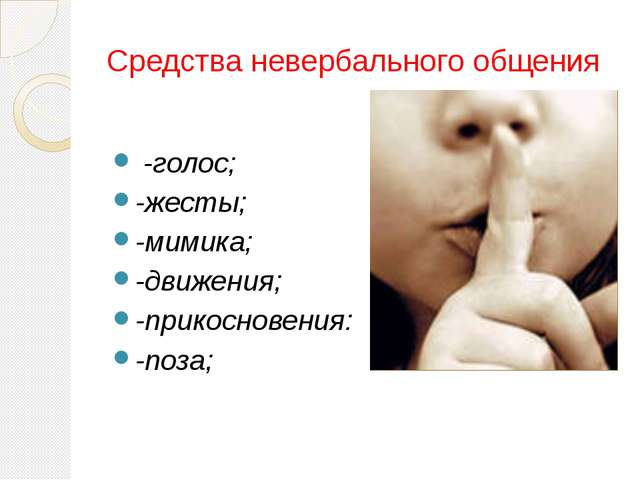 Средства невербального общения
-голос;
-жесты;
-мимика;
-движения;
-прикосновения:
-поза;